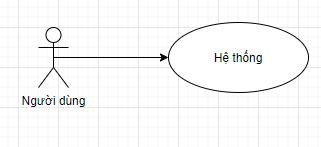 Hệ thống
Người dùng